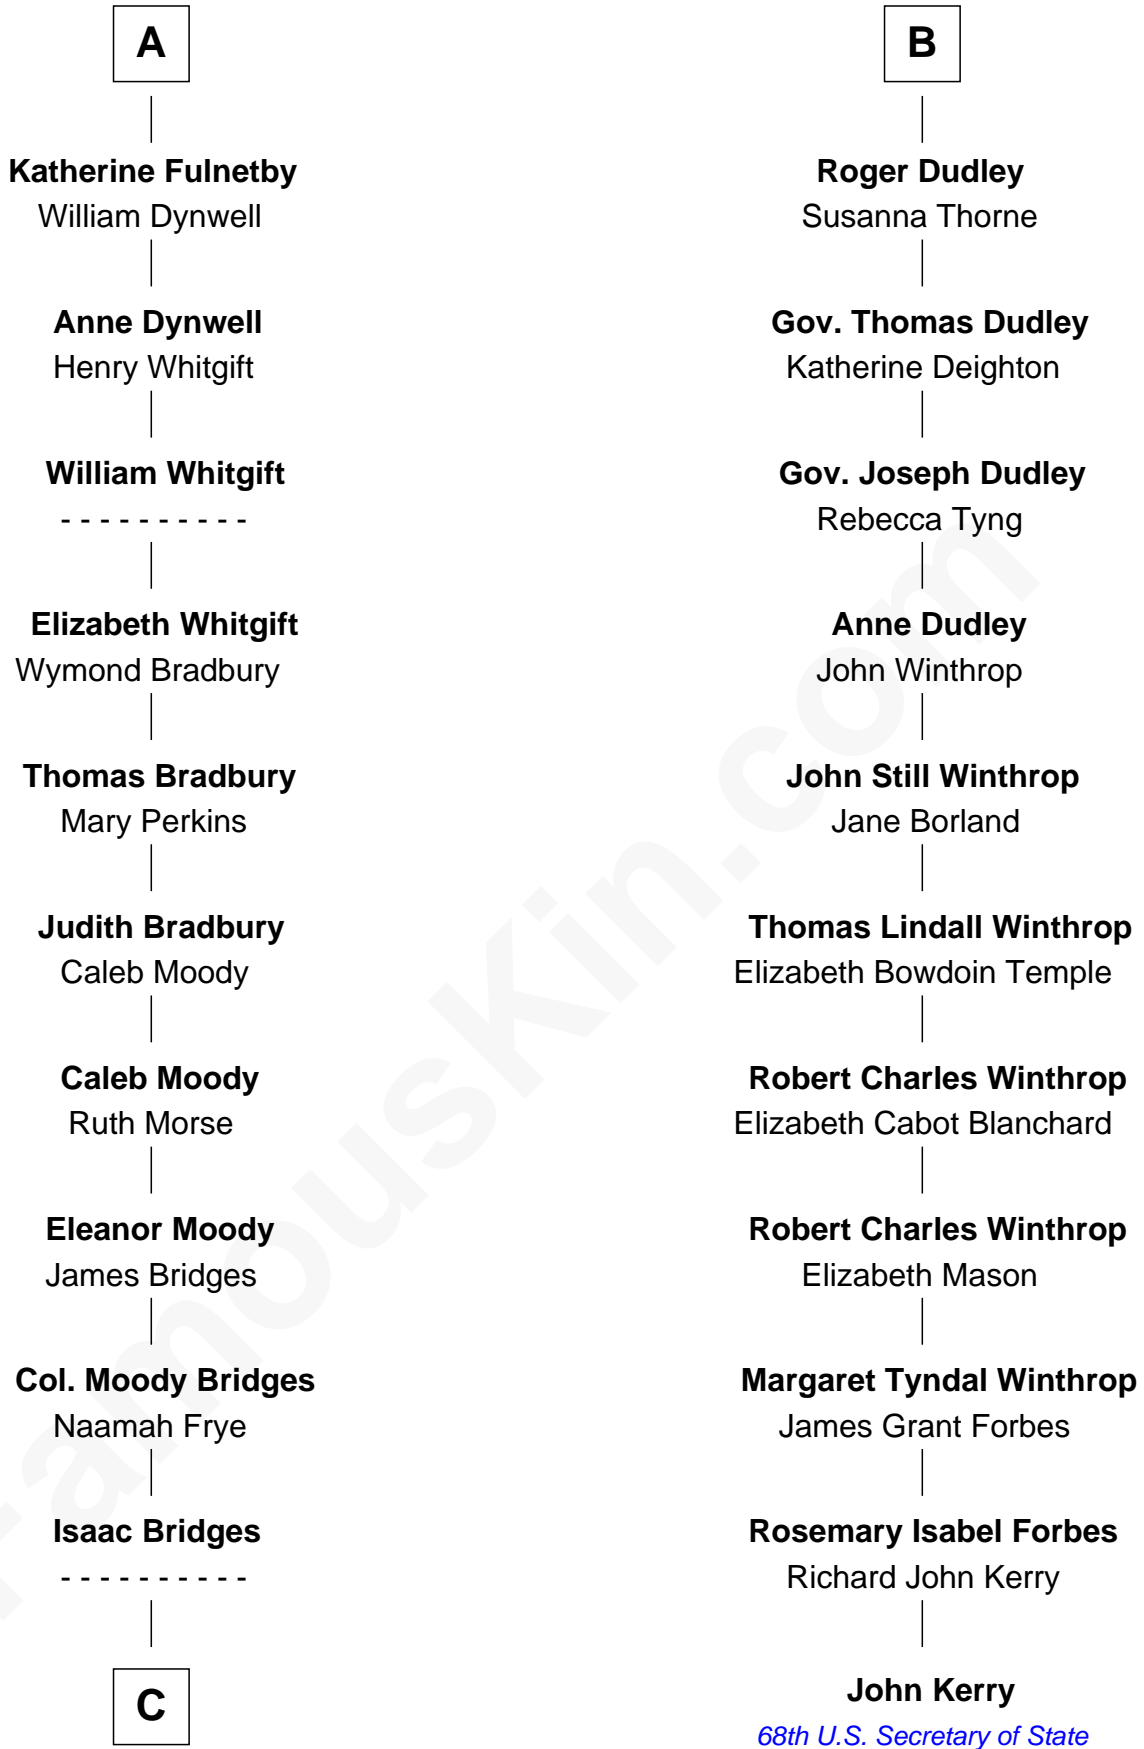 A
Katherine Fulnetby
William Dynwell
Anne Dynwell
Henry Whitgift
William Whitgift
- - - - - - - - - -
Elizabeth Whitgift
Wymond Bradbury
Thomas Bradbury
Mary Perkins
Judith Bradbury
Caleb Moody
Caleb Moody
Ruth Morse
Eleanor Moody
James Bridges
Col. Moody Bridges
Naamah Frye
Isaac Bridges
- - - - - - - - - -
C
B
Roger Dudley
Susanna Thorne
Gov. Thomas Dudley
Katherine Deighton
Gov. Joseph Dudley
Rebecca Tyng
Anne Dudley
John Winthrop
John Still Winthrop
Jane Borland
Thomas Lindall Winthrop
Elizabeth Bowdoin Temple
Robert Charles Winthrop
Elizabeth Cabot Blanchard
Robert Charles Winthrop
Elizabeth Mason
Margaret Tyndal Winthrop
James Grant Forbes
Rosemary Isabel Forbes
Richard John Kerry
John Kerry
68th U.S. Secretary of State
FamousKin.com